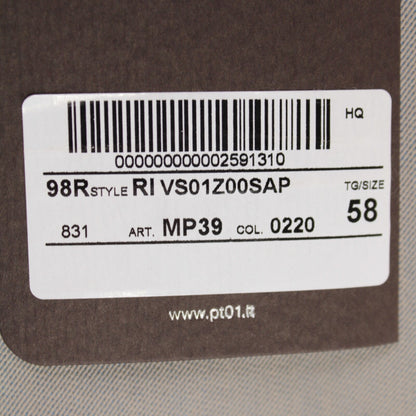 HQ
000000000002591310
98R STYLE RI VS01Z00SAP TG/SIZE
831 ART. MP39 COL. 0220 58
www.pt01.it